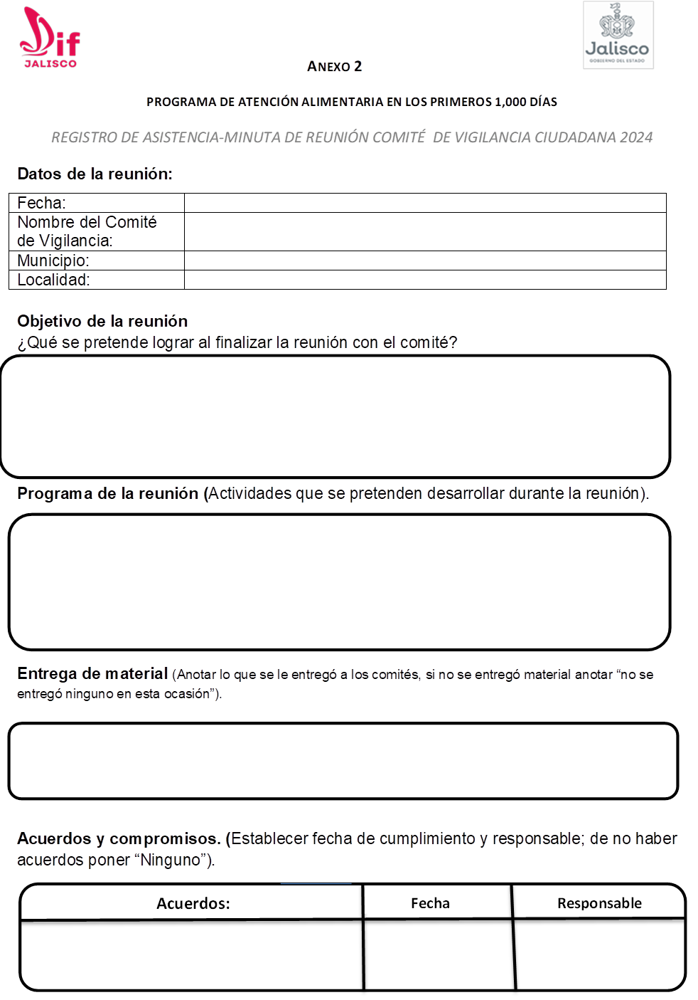 Dif
JALISCO
Jalisco
GOBIERNO DEL ESTADO
ANEXO 2
PROGRAMA DE ATENCIÓN ALIMENTARIA EN LOS PRIMEROS 1,000 DÍAS
REGISTRO DE ASISTENCIA-MINUTA DE REUNIÓN COMITÉ DE VIGILANCIA CIUDADANA 2024
Datos de la reunión:
Fecha:
Nombre del Comité
de Vigilancia:
Municipio:
Localidad:
Objetivo de la reunión
¿Qué se pretende lograr al finalizar la reunión con el comité?
Programa de la reunión (Actividades que se pretenden desarrollar durante la reunión).
Entrega de material (Anotar lo que se le entregó a los comités, si no se entregó material anotar “no se
entregó ninguno en esta ocasión”).
Acuerdos y compromisos. (Establecer fecha de cumplimiento y responsable; de no haber
acuerdos poner “Ninguno”).
Acuerdos: Fecha Responsable